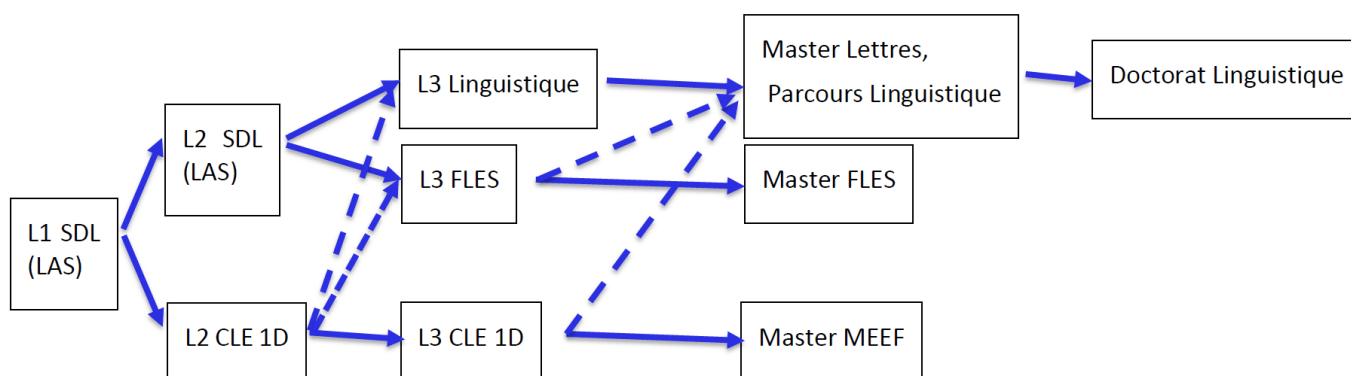 L1 SDL
(LAS)
L2 SDL
(LAS)
L2 CLE 1D
L3 Linguistique
L3 FLES
L3 CLE 1D
Master Lettres,
Parcours Linguistique
Master FLES
Master MEEF
Doctorat Linguistique